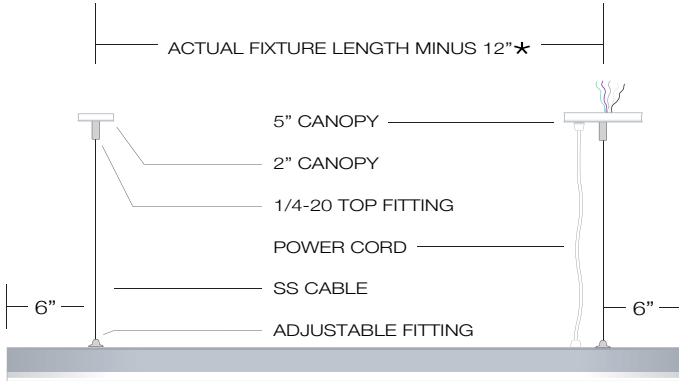 ACTUAL FIXTURE LENGTH MINUS 12”*
5” CANOPY
2” CANOPY
1/4-20 TOP FITTING
POWER CORD
SS CABLE
6”
6”
ADJUSTABLE FITTING